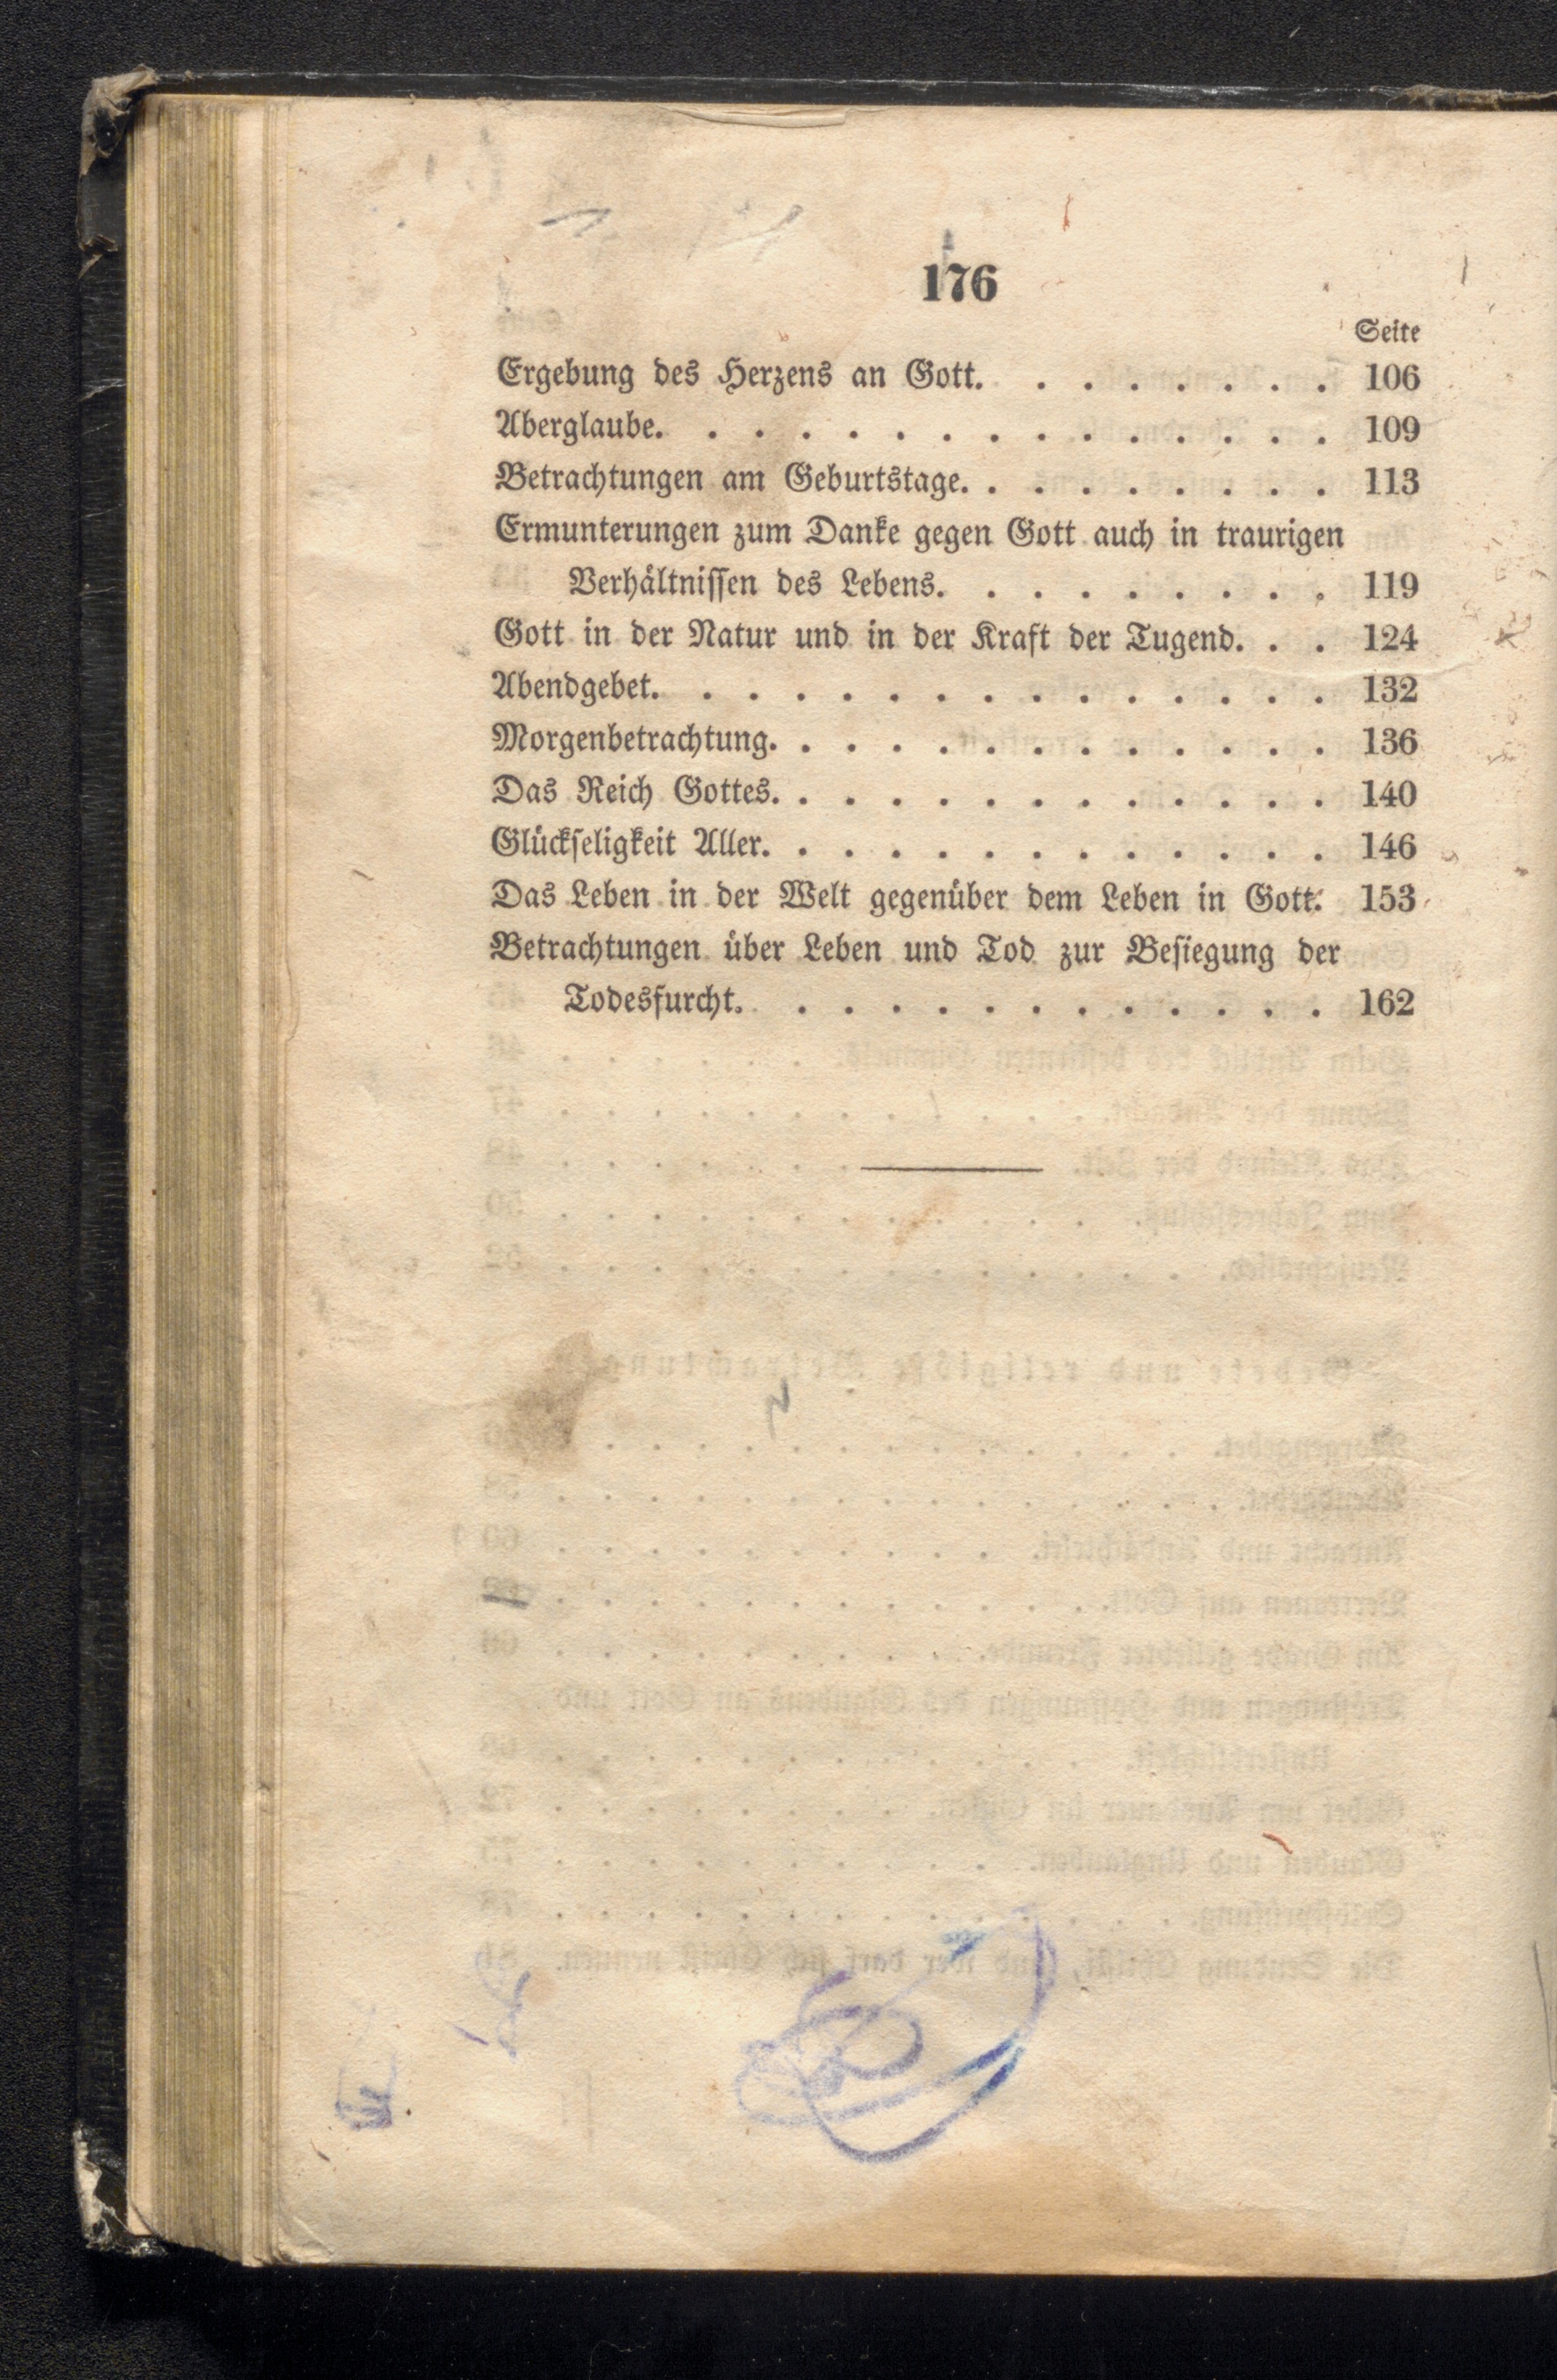 176
Seite
Ergebung des Herzens an Gott. . . . . . . . 106
Aberglaube. . . . . . . . . . . . . . . 109
Betrachtungen am Geburtstage. . . . . . . . . 113
Ermunterungen zum Danke gegen Gott auch in traurigen
Verhältnissen des Lebens. . . . . . . . . 119
Gott in der Natur und in der Kraft der Tugend. . . 124
Abendgebet. . . . . . . . . . . . . . . 132
Morgenbetrachtung. . . . . . . . . . . . . 136
Das Reich Gottes. . . . . . . . . . . . . 140
Glückseligkeit Aller. . . . . . . . . . . . . 146
Das Leben in der Welt gegenüber dem Leben in Gott. 153
Betrachtungen über Leben und Tod zur Besiegung der
Todesfurcht. . . . . . . . . . . . . 162